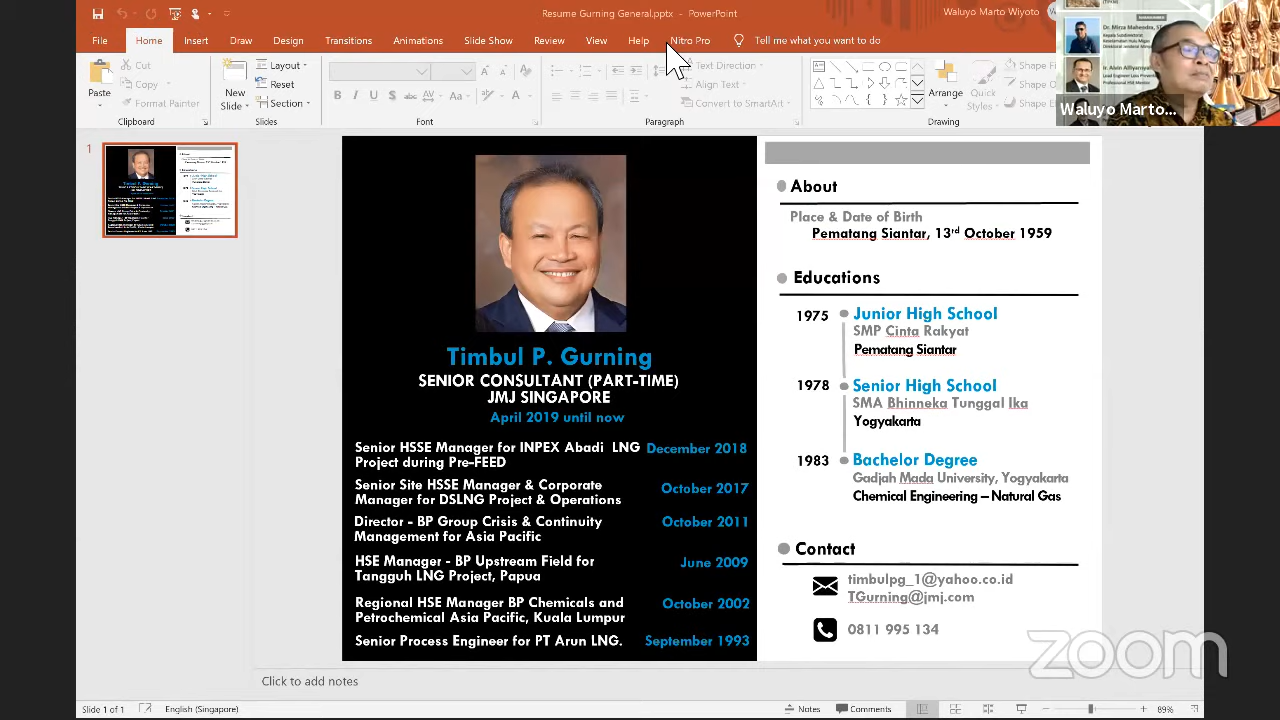 Resume Gurning General.pptx - PowerPoint
Waluyo Marto Wiyoto
File Home Insert Draw Design Transitions Slide Show Review View Help Nitro Pro Tell me what you want to do
Paste
Cut
Copy
Format Painter
Clipboard
New
Slide
Layout
Reset
Section
Slides
Font
Text Direction
Align Text
Convert to SmartArt
Paragraph
Arrange
Quick
Styles
Shape
Shape
Shape
Drawing
Dr. Mirza Mahendra,
Waluyo Marto...
1
Timbul P. Gurning
SENIOR CONSULTANT (PART-TIME)
JMJ SINGAPORE
April 2019 until now
Senior HSSE Manager for INPEX Abadi LNG December 2018
Project during Pre-FEED
Senior Site HSSE Manager & Corporate October 2017
Manager for DSLNG Project & Operations
Director - BP Group Crisis & Continuity October 2011
Management for Asia Pacific
HSE Manager - BP Upstream Field for June 2009
Tangguh LNG Project, Papua
Regional HSE Manager BP Chemicals and October 2002
Petrochemical Asia Pacific, Kuala Lumpur
Senior Process Engineer for PT Arun LNG. September 1993
About
Place & Date of Birth
Pematang Siantar, 13rd October 1959
Educations
1975 Junior High School
SMP Cinta Rakyat
Pematang Siantar
1978 Senior High School
SMA Bhinneka Tunggal Ika
Yogyakarta
1983 Bachelor Degree
Gadjah Mada University, Yogyakarta
Chemical Engineering – Natural Gas
Contact
timbulpg_1@yahoo.co.id
TGurning@jmj.com
0811 995 134
zoom
Click to add notes
Slide 1 of 1 English (Singapore) Notes Comments 89%